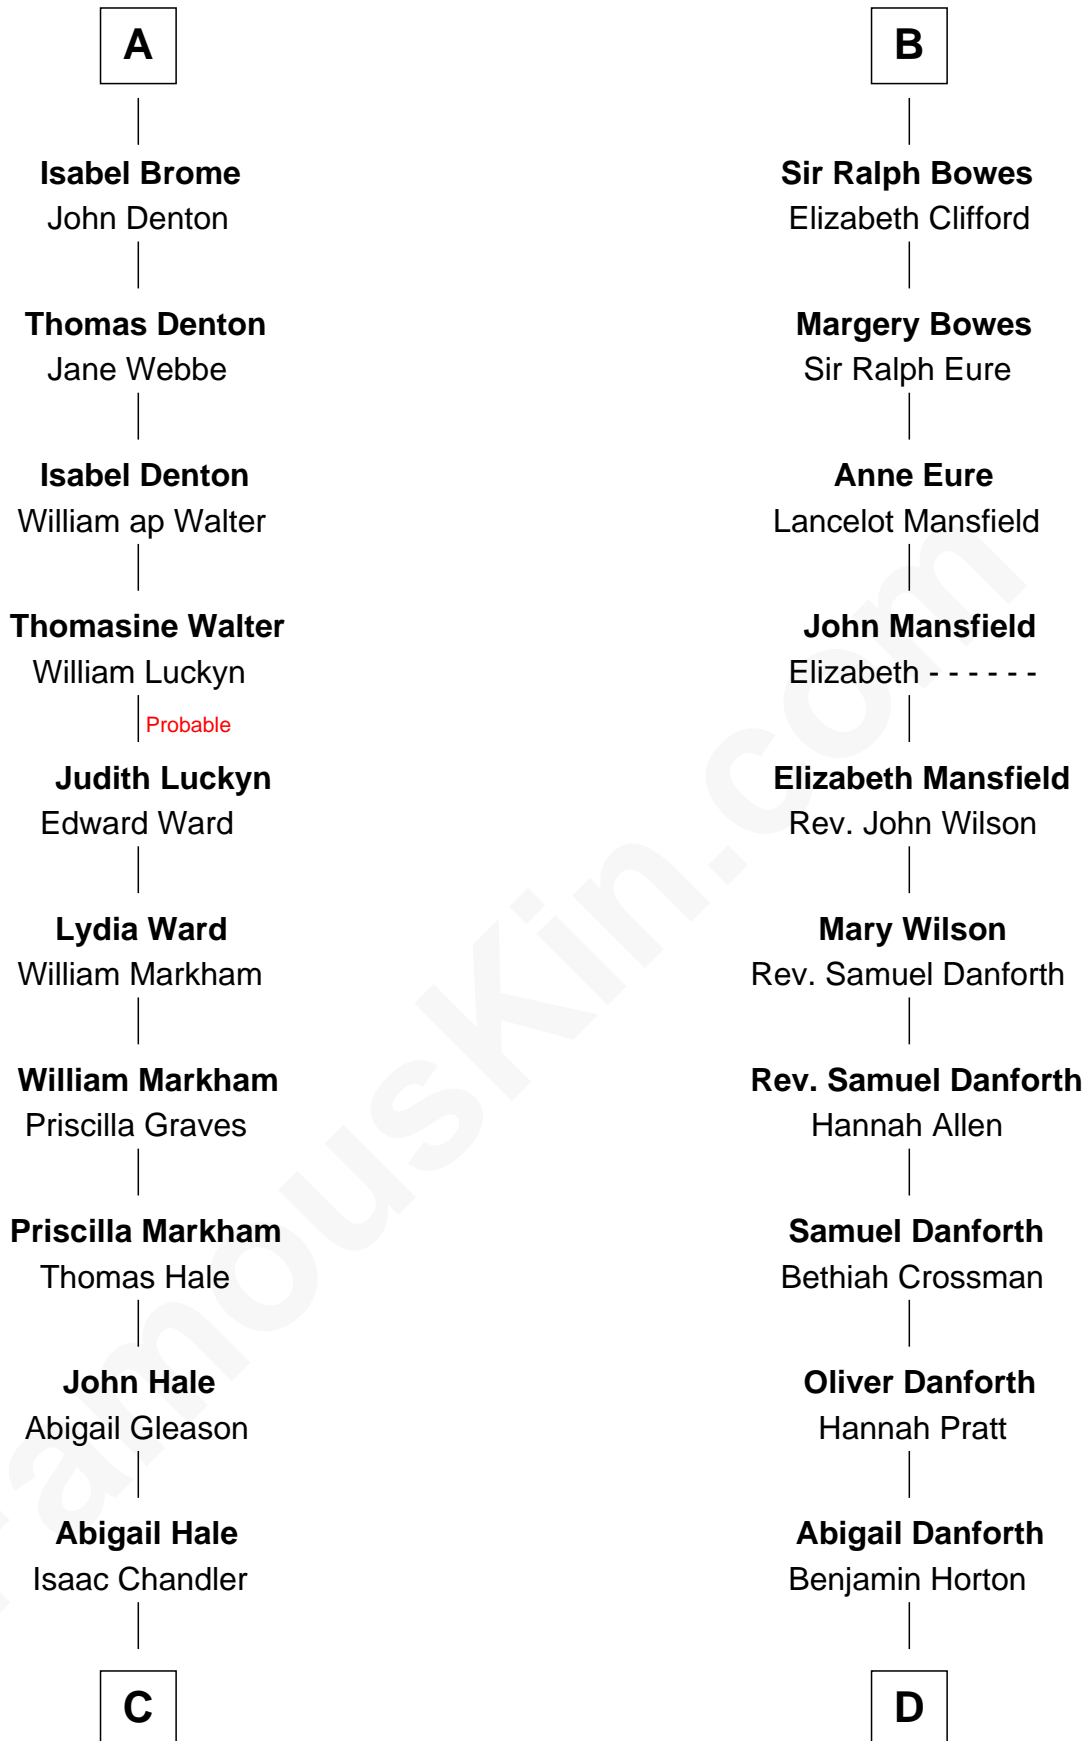 A
Isabel Brome
John Denton
Thomas Denton
Jane Webbe
Isabel Denton
William ap Walter
Thomasine Walter
William Luckyn
Probable
Judith Luckyn
Edward Ward
Lydia Ward
William Markham
William Markham
Priscilla Graves
Priscilla Markham
Thomas Hale
John Hale
Abigail Gleason
Abigail Hale
Isaac Chandler
C
B
Sir Ralph Bowes
Elizabeth Clifford
Margery Bowes
Sir Ralph Eure
Anne Eure
Lancelot Mansfield
John Mansfield
Elizabeth - - - - - -
Elizabeth Mansfield
Rev. John Wilson
Mary Wilson
Rev. Samuel Danforth
Rev. Samuel Danforth
Hannah Allen
Samuel Danforth
Bethiah Crossman
Oliver Danforth
Hannah Pratt
Abigail Danforth
Benjamin Horton
D
FamousKin.com